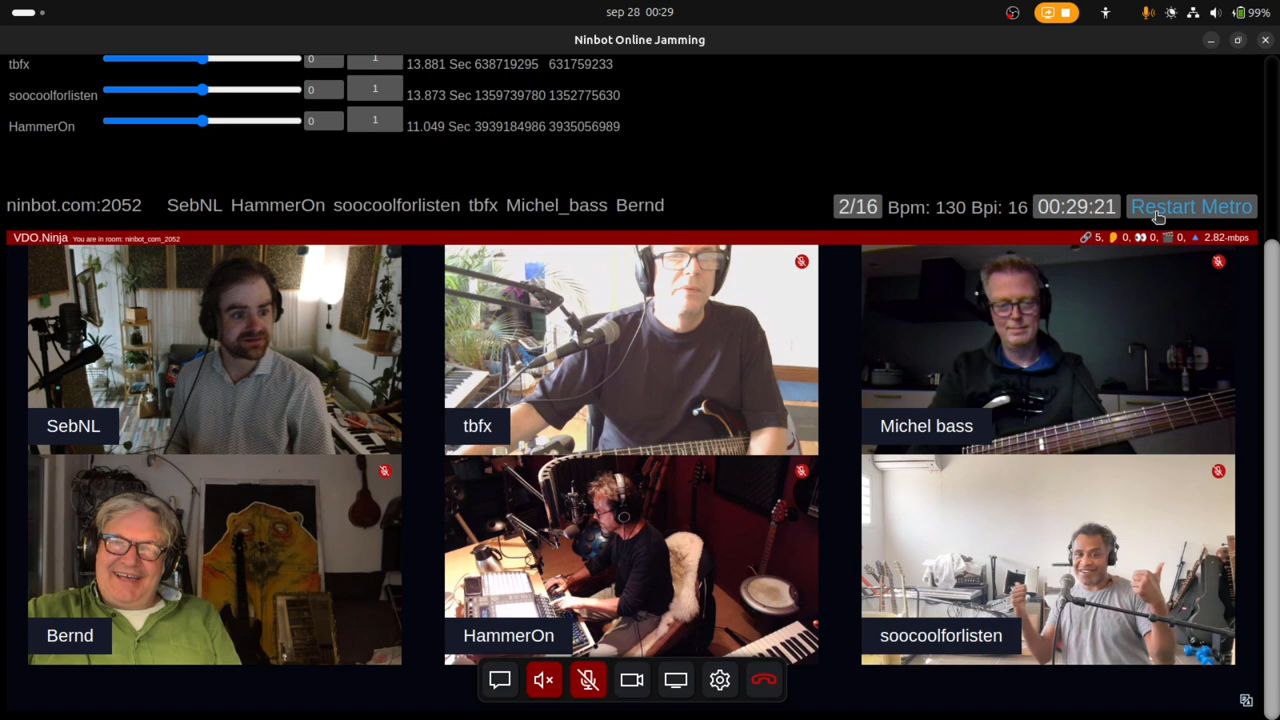 sep 28 00:29
99%
Ninbot Online Jamming
tbfx 0 1 13.881 Sec 638719295 631759233
soocoolforlisten 0 1 13.873 Sec 1359739780 1352775630
HammerOn 0 1 11.049 Sec 3939184986 3935056989
ninbot.com:2052 SebNL HammerOn soocoolforlisten tbfx Michel_bass Bernd 2/16 Bpm: 130 Bpi: 16 00:29:21 Restart Metro
VDO.Ninja You are in room: ninbot_com_2052 5, 0, 0, 0, 2.82-mbps
SebNL tbfx Michel bass
Bernd HammerOn soocoolforlisten